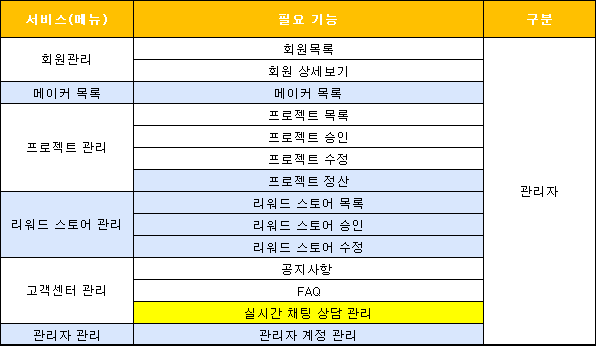 서비스(메뉴) 필요 기능 구분
회원관리 회원목록
회원 상세보기
메이커 목록 메이커 목록
프로젝트 관리 프로젝트 목록
프로젝트 승인
프로젝트 수정
프로젝트 정산
관리자
리워드 스토어 관리 리워드 스토어 목록
리워드 스토어 승인
리워드 스토어 수정
고객센터 관리 공지사항
FAQ
실시간 채팅 상담 관리
관리자 관리 관리자 계정 관리